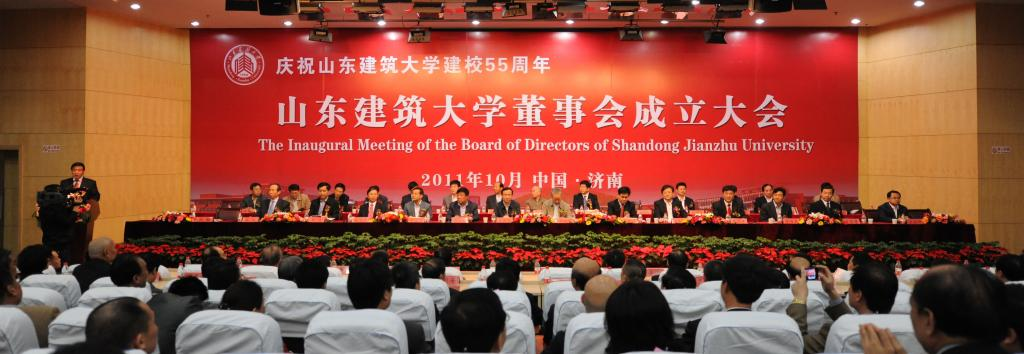 庆祝山东建筑大学建校55周年
山东建筑大学董事会成立大会
The Inaugural Meeting of the Board of Directors of Shandong Jianzhu University
2011年10月 中国·济南